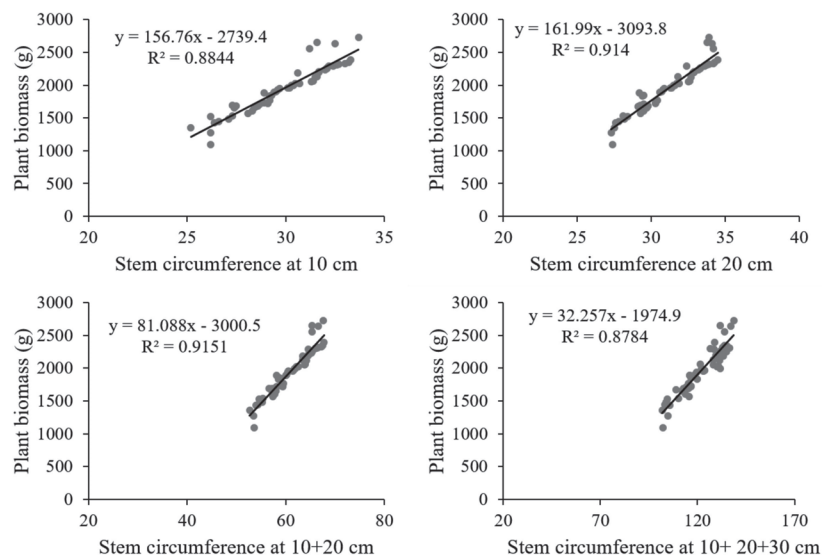 Plant biomass (g)
3000
2500
2000
1500
1000
500
0
y = 156.76x - 2739.4
R² = 0.8844
20 25 30 35
Stem circumference at 10 cm
Plant biomass (g)
3000
2500
2000
1500
1000
500
0
y = 161.99x - 3093.8
R² = 0.914
20 25 30 35 40
Stem circumference at 20 cm
Plant biomass (g)
3000
2500
2000
1500
1000
500
0
y = 81.088x - 3000.5
R² = 0.9151
20 40 60 80
Stem circumference at 10+20 cm
Plant biomass (g)
3000
2500
2000
1500
1000
500
0
y = 32.257x - 1974.9
R² = 0.8784
20 70 120 170
Stem circumference at 10+ 20+30 cm